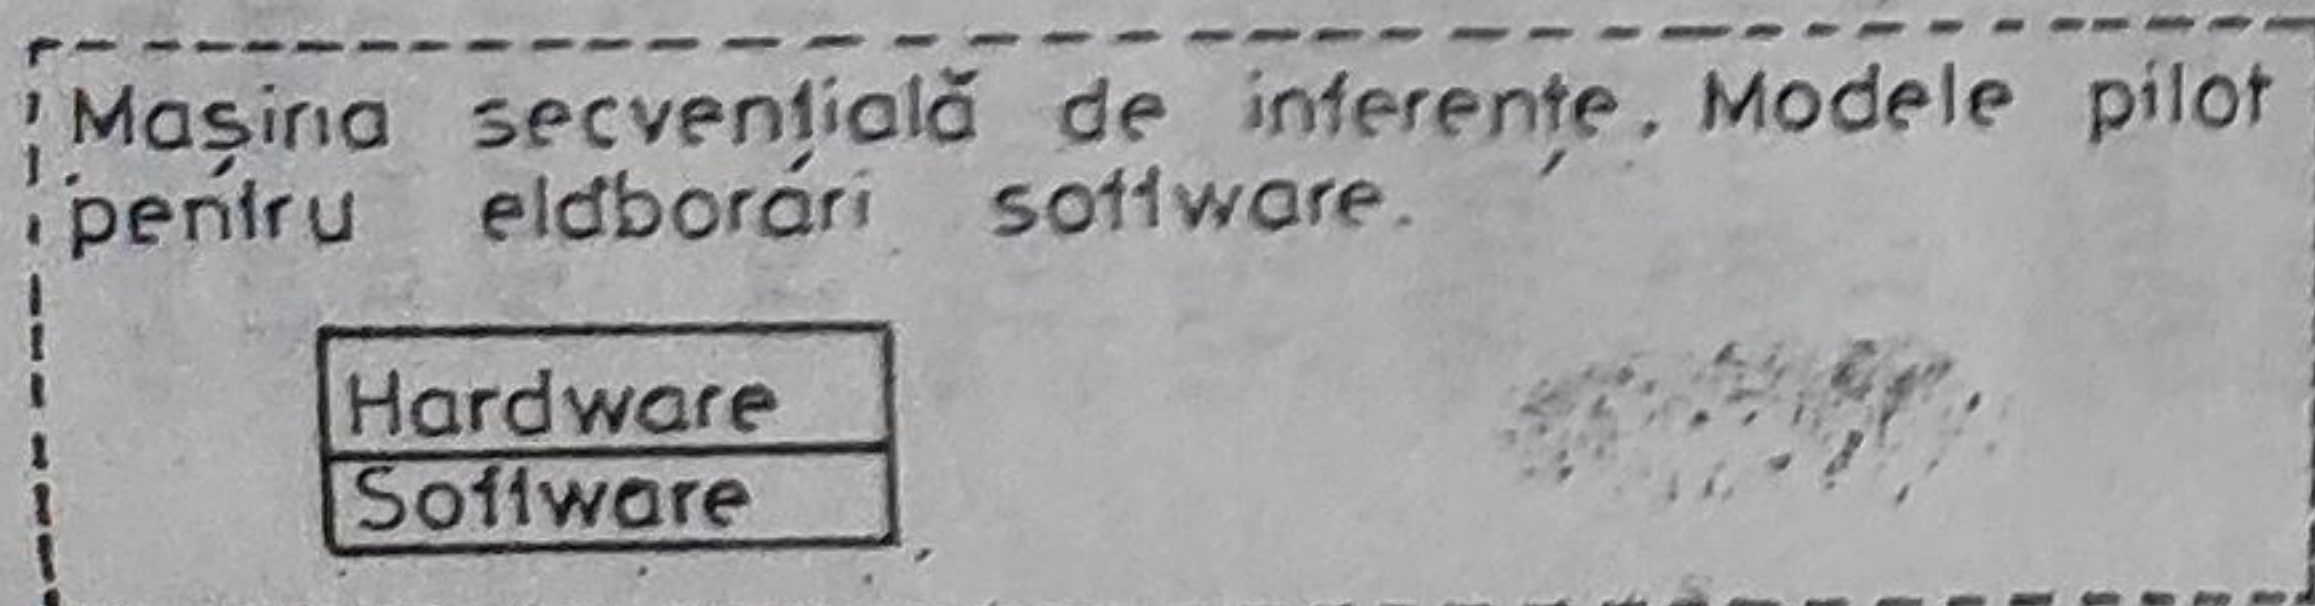 Mașina secvențială de inferențe. Modele pilot
pentru elaborări software.
Hardware
Software